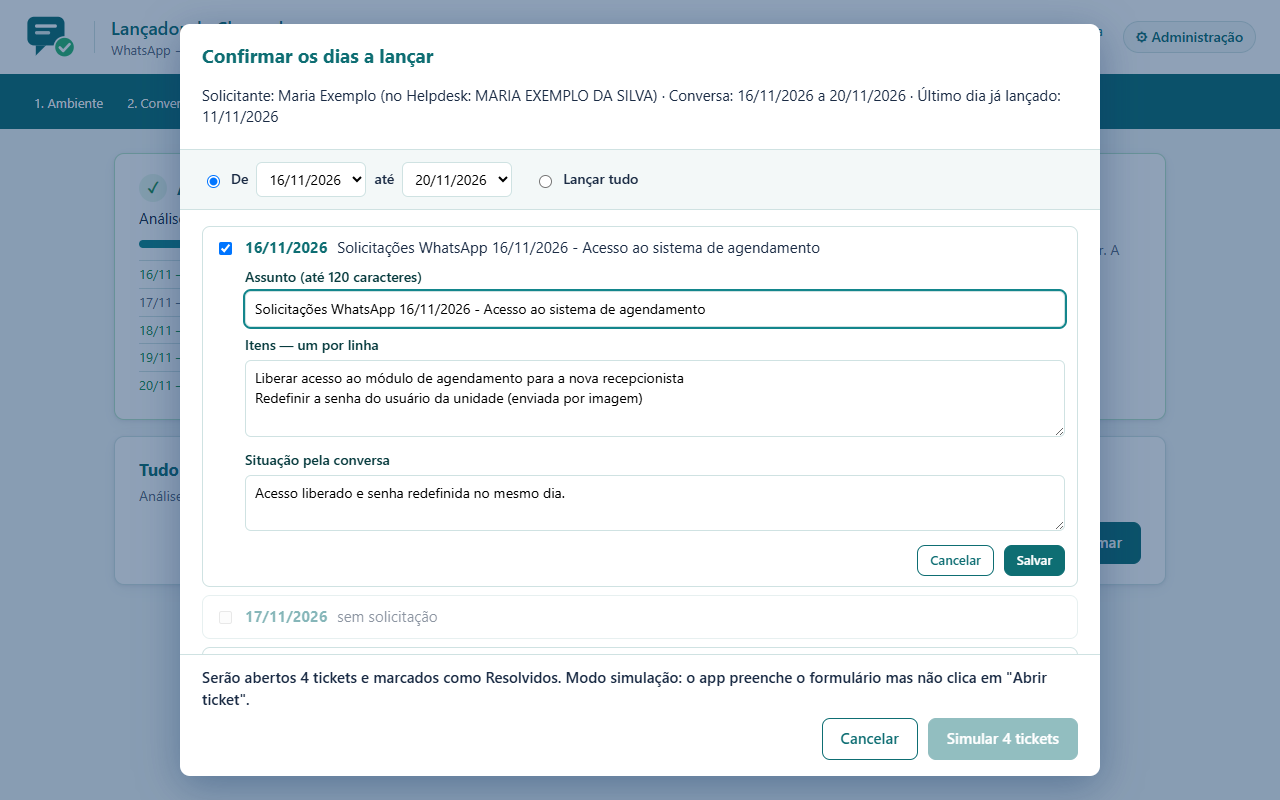 Confirmar os dias a lançar
Solicitante: Maria Exemplo (no Helpdesk: MARIA EXEMPLO DA SILVA) · Conversa: 16/11/2026 a 20/11/2026 · Último dia já lançado:
11/11/2026
De 16/11/2026 até 20/11/2026 Lançar tudo
16/11/2026 Solicitações WhatsApp 16/11/2026 - Acesso ao sistema de agendamento
Assunto (até 120 caracteres)
Solicitações WhatsApp 16/11/2026 - Acesso ao sistema de agendamento
Itens — um por linha
Liberar acesso ao módulo de agendamento para a nova recepcionista
Redefinir a senha do usuário da unidade (enviada por imagem)
Situação pela conversa
Acesso liberado e senha redefinida no mesmo dia.
Cancelar Salvar
17/11/2026 sem solicitação
Serão abertos 4 tickets e marcados como Resolvidos. Modo simulação: o app preenche o formulário mas não clica em "Abrir
ticket".
Cancelar Simular 4 tickets
WhatsApp -
Administração
1. Ambiente 2. Conver
16/11 -
17/11 -
18/11 -
19/11 -
20/11 -
Tudo